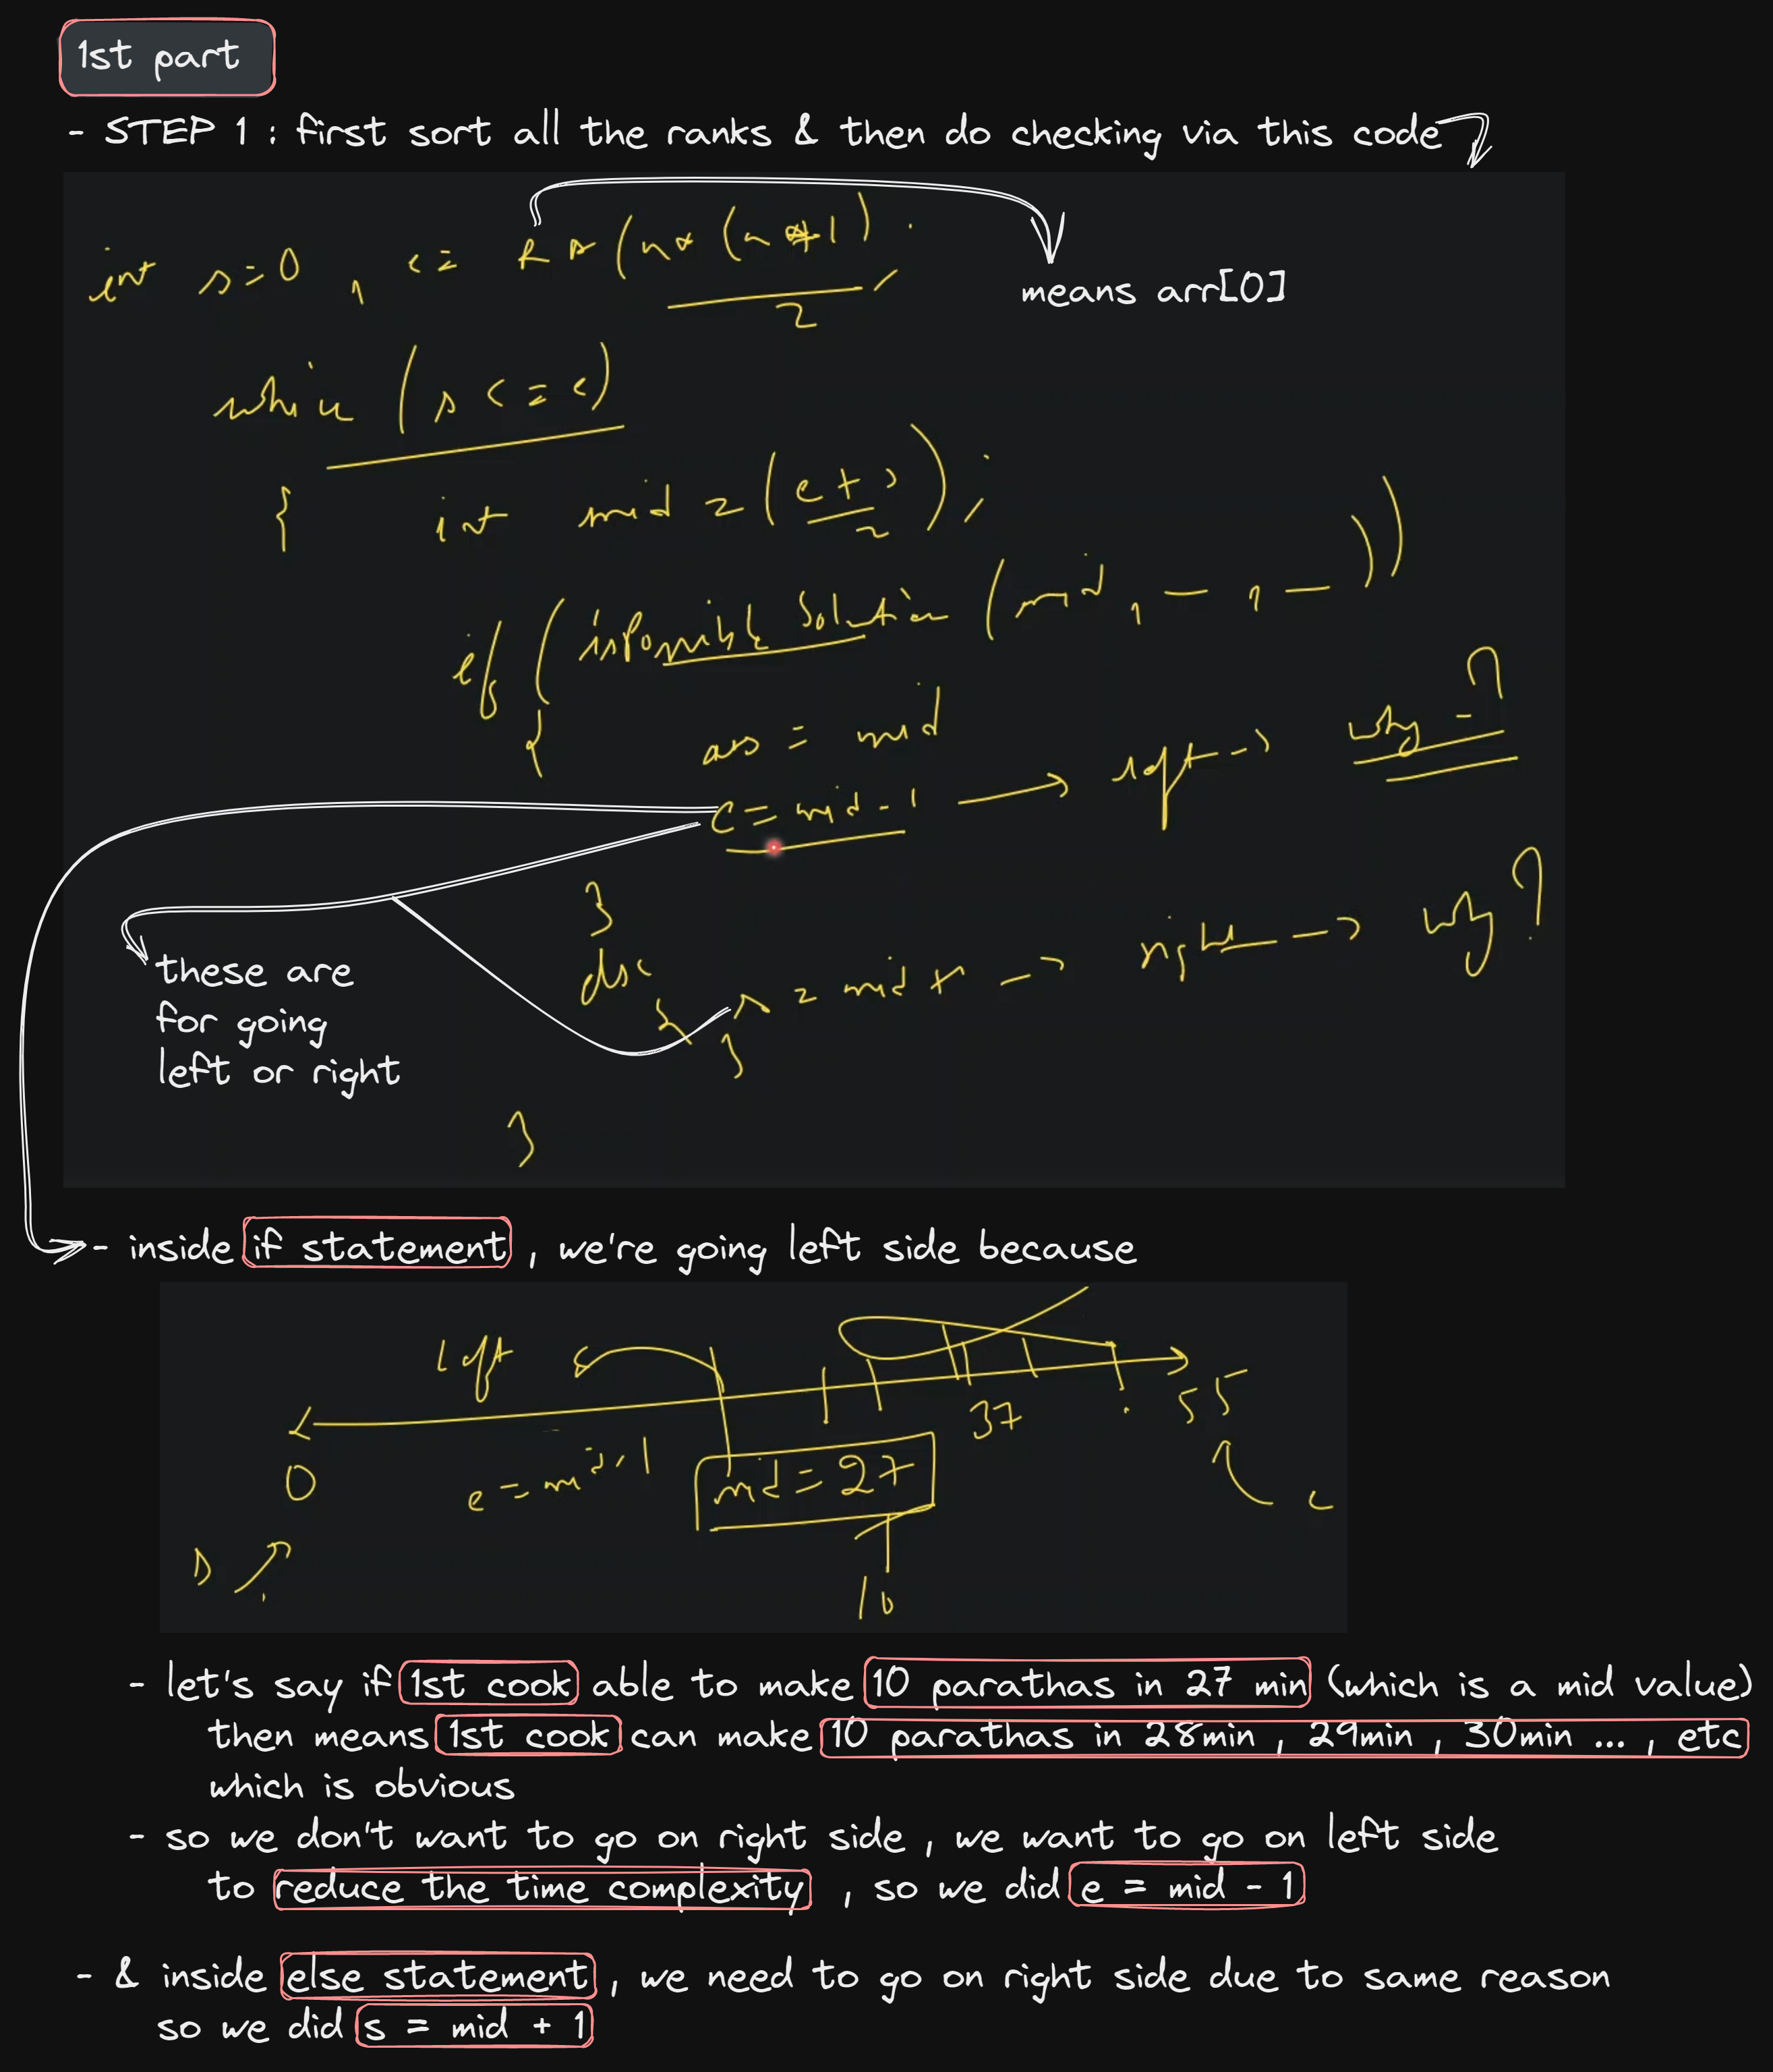 1st part
- STEP 1 : first sort all the ranks & then do checking via this code
int s=0 , e = R * (n*(n+1) ;
2
means arr[0]
while (s <= e)
{ int mid = (e+s) ;
2
if (isPossible Solution (mid, _ , _ ))
{
ans = mid
e = mid - 1 → left -> why - ?
}
else
{ s = mid + -> right -> why ?
}
these are
for going
left or right
}
- inside if statement , we're going left side because
left
37
55
0
e = mid - 1
mid = 27
e
s
10
- let's say if 1st cook able to make 10 parathas in 27 min (which is a mid value)
then means 1st cook can make 10 parathas in 28min , 29min , 30min ... , etc
which is obvious
- so we don't want to go on right side , we want to go on left side
to reduce the time complexity , so we did e = mid - 1
- & inside else statement , we need to go on right side due to same reason
so we did s = mid + 1